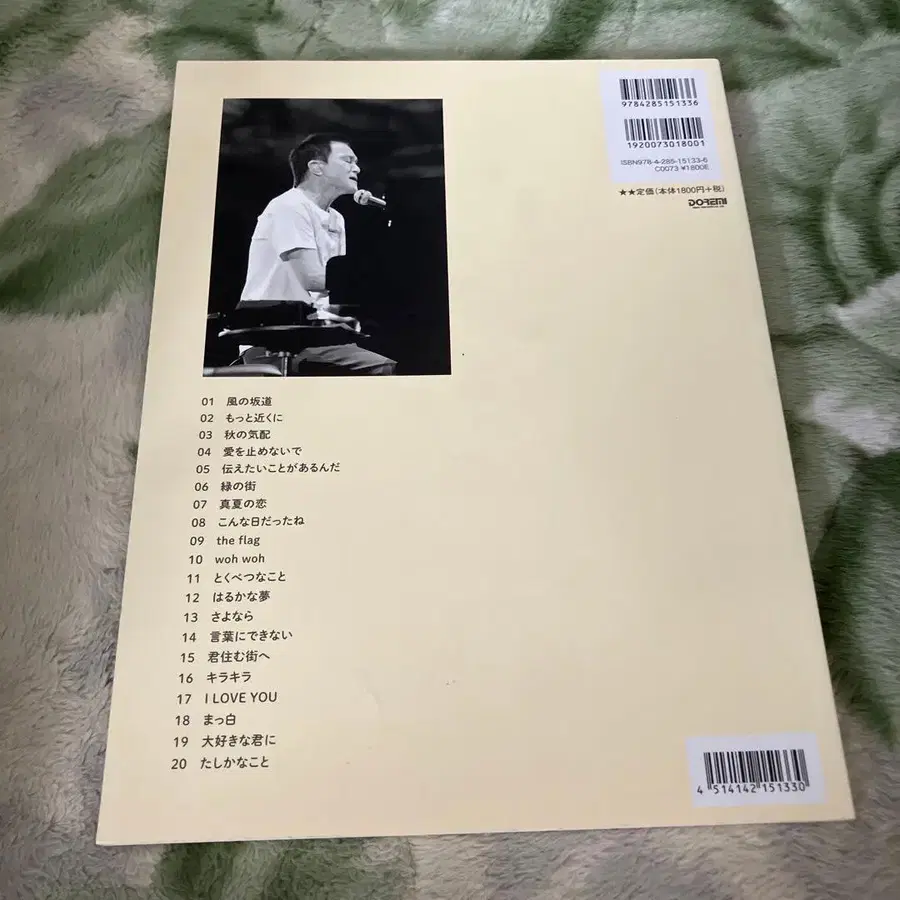 9784285151336
1920073018001
ISBN978-4-285-15133-6
C0073 ¥1800E
★★定価(本体1800円+税)
DOREMI
01 風の坂道
02 もっと近くに
03 秋の気配
04 愛を止めないで
05 伝えたいことがあるんだ
06 緑の街
07 真夏の恋
08 こんな日だったね
09 the flag
10 woh woh
11 とくべつなこと
12 はるかな夢
13 さよなら
14 言葉にできない
15 君住む街へ
16 キラキラ
17 I LOVE YOU
18 まっ白
19 大好きな君に
20 たしかなこと
4 514142 151330